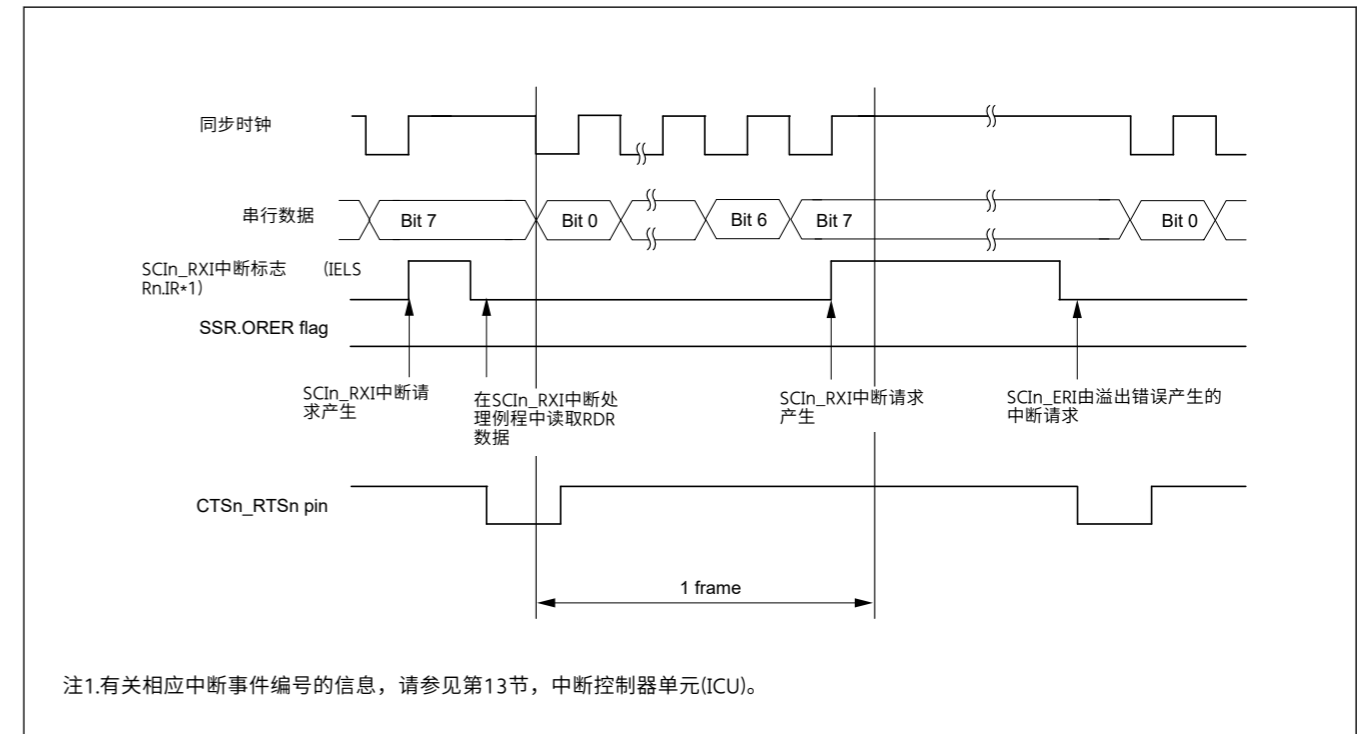 同步时钟
串行数据
Bit 7
Bit 0
Bit 6
Bit 7
Bit 0
SCIn_RXI中断标志 (IELS
Rn.IR*1)
SSR.ORER flag
SCIn_RXI中断请
求产生
在SCIn_RXI中断处
理例程中读取RDR
数据
SCIn_RXI中断请求
产生
SCIn_ERI由溢出错误产生的
中断请求
CTSn_RTSn pin
1 frame
注1.有关相应中断事件编号的信息，请参见第13节，中断控制器单元(ICU)。